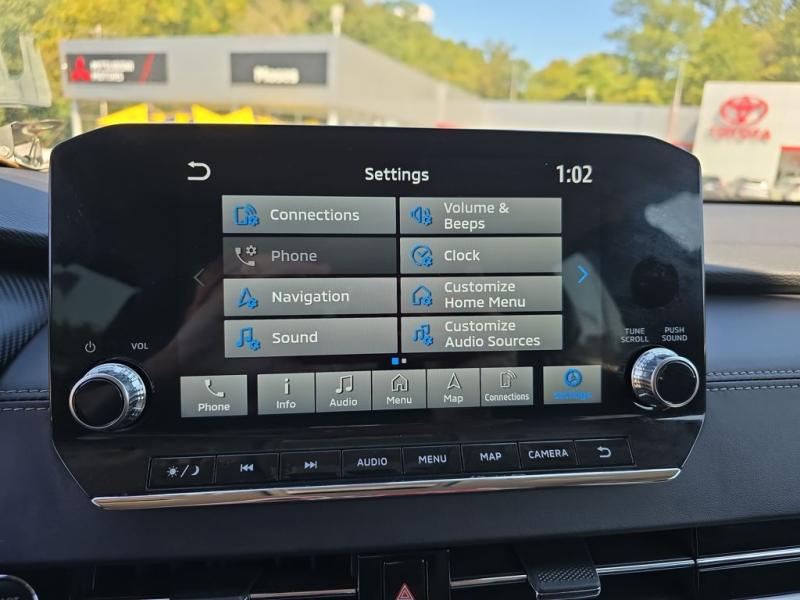 MITSUBISHI
MOTORS
TOYOTA
Settings
1:02
Connections
Volume &
Beeps
Phone
Clock
Navigation
Customize
Home Menu
Sound
Customize
Audio Sources
VOL
TUNE
SCROLL
PUSH
SOUND
Phone
Info
Audio
Menu
Map
Connections
Settings
AUDIO
MENU
MAP
CAMERA